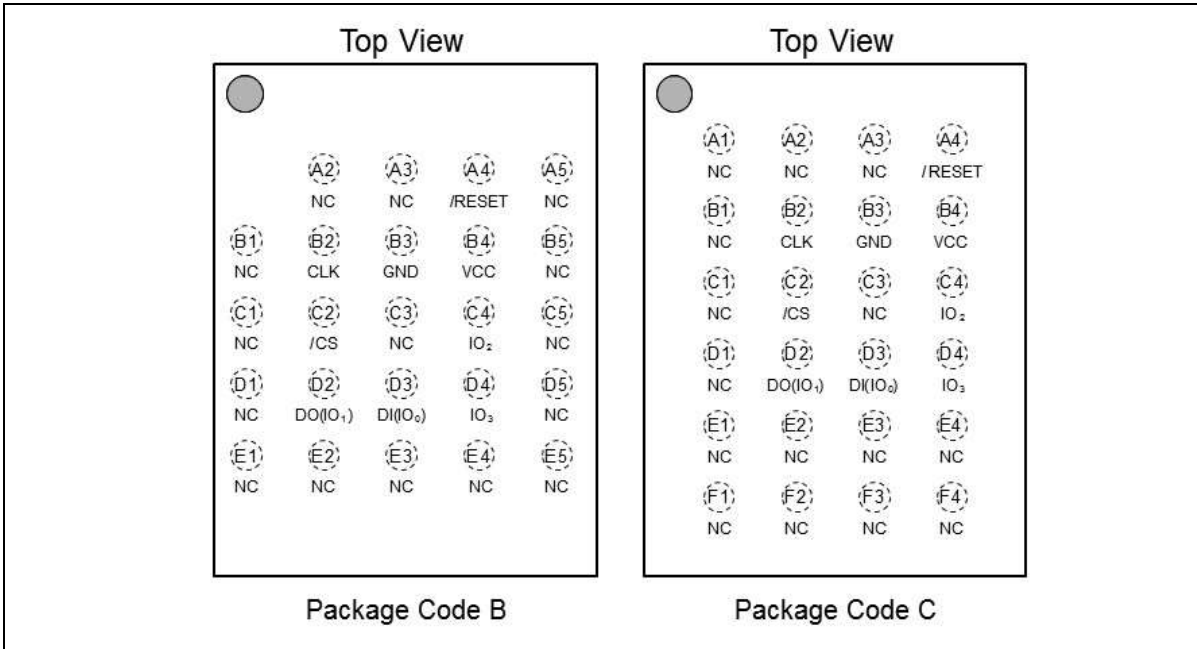 Top View
A2 A3 A4 A5
NC NC /RESET NC
B1 B2 B3 B4 B5
NC CLK GND VCC NC
C1 C2 C3 C4 C5
NC /CS NC IO₂ NC
D1 D2 D3 D4 D5
NC DO(IO₁) DI(IO₀) IO₃ NC
E1 E2 E3 E4 E5
NC NC NC NC NC
Package Code B
Top View
A1 A2 A3 A4
NC NC NC /RESET
B1 B2 B3 B4
NC CLK GND VCC
C1 C2 C3 C4
NC /CS NC IO₂
D1 D2 D3 D4
NC DO(IO₁) DI(IO₀) IO₃
E1 E2 E3 E4
NC NC NC NC
F1 F2 F3 F4
NC NC NC NC
Package Code C